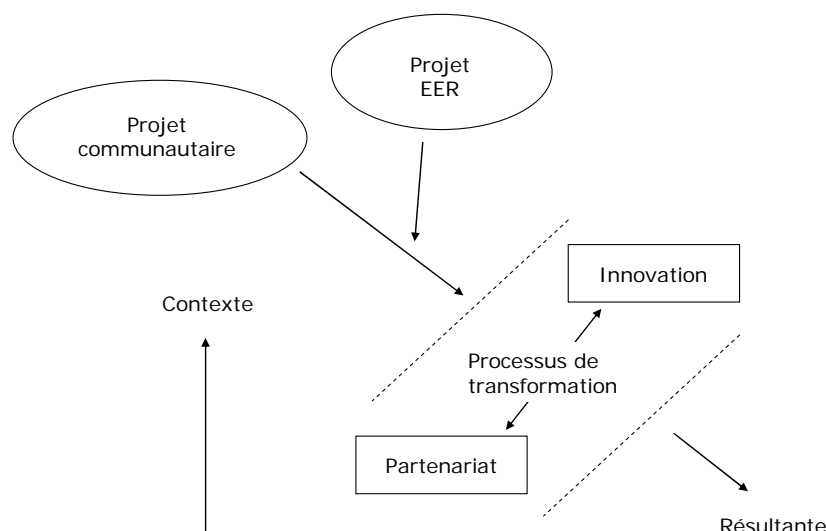 Projet
EER
Projet
communautaire
Innovation
Contexte
Processus de
transformation
Partenariat
Résultante